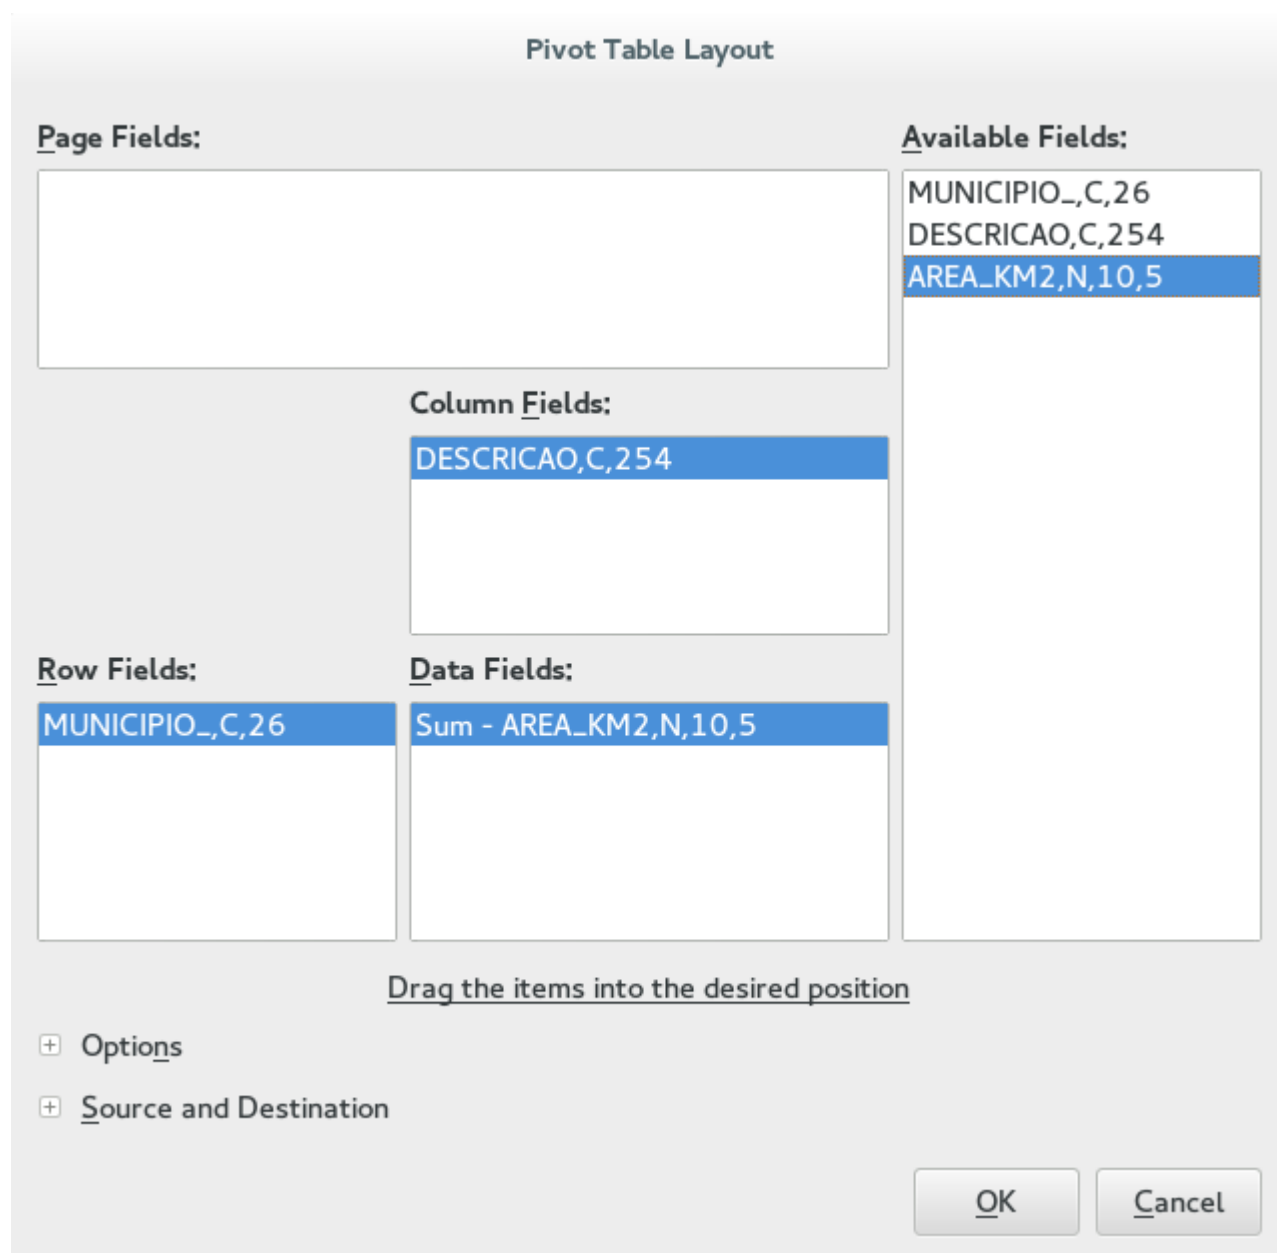 Pivot Table Layout
Page Fields:
Available Fields:
MUNICIPIO_,C,26
DESCRICAO,C,254
AREA_KM2,N,10,5
Column Fields:
DESCRICAO,C,254
Row Fields:
Data Fields:
MUNICIPIO_,C,26
Sum - AREA_KM2,N,10,5
Drag the items into the desired position
Options
Source and Destination
OK
Cancel